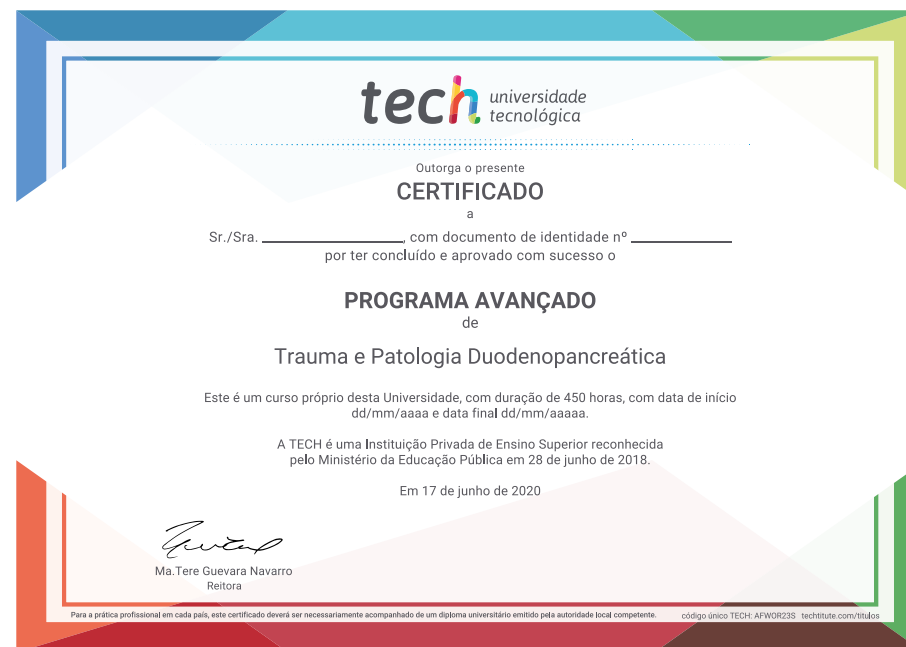 tech universidade
tecnológica
Outorga o presente
CERTIFICADO
a
Sr./Sra. ____________, com documento de identidade nº ____________
por ter concluído e aprovado com sucesso o
PROGRAMA AVANÇADO
de
Trauma e Patologia Duodenopancreática
Este é um curso próprio desta Universidade, com duração de 450 horas, com data de início
dd/mm/aaaa e data final dd/mm/aaaaa.
A TECH é uma Instituição Privada de Ensino Superior reconhecida
pelo Ministério da Educação Pública em 28 de junho de 2018.
Em 17 de junho de 2020
Ma.Tere Guevara Navarro
Reitora
Para a prática profissional em cada país, este certificado deverá ser necessariamente acompanhado de um diploma universitário emitido pela autoridade local competente. código único TECH: AFWOR23S techtitute.com/titulos